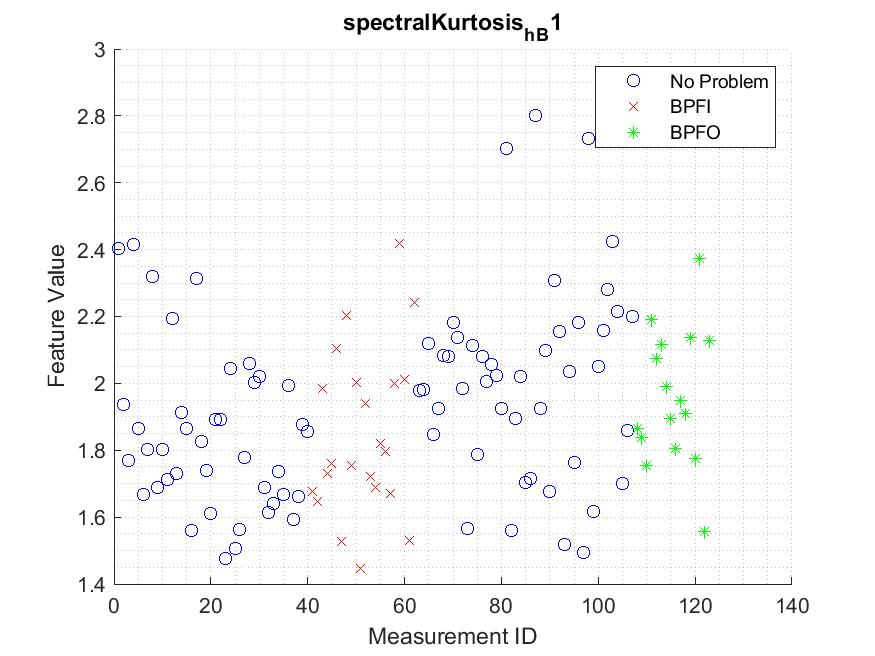 spectralKurtosis_hB1
No Problem
BPFI
BPFO
Feature Value
3
2.8
2.6
2.4
2.2
2
1.8
1.6
1.4
0 20 40 60 80 100 120 140
Measurement ID